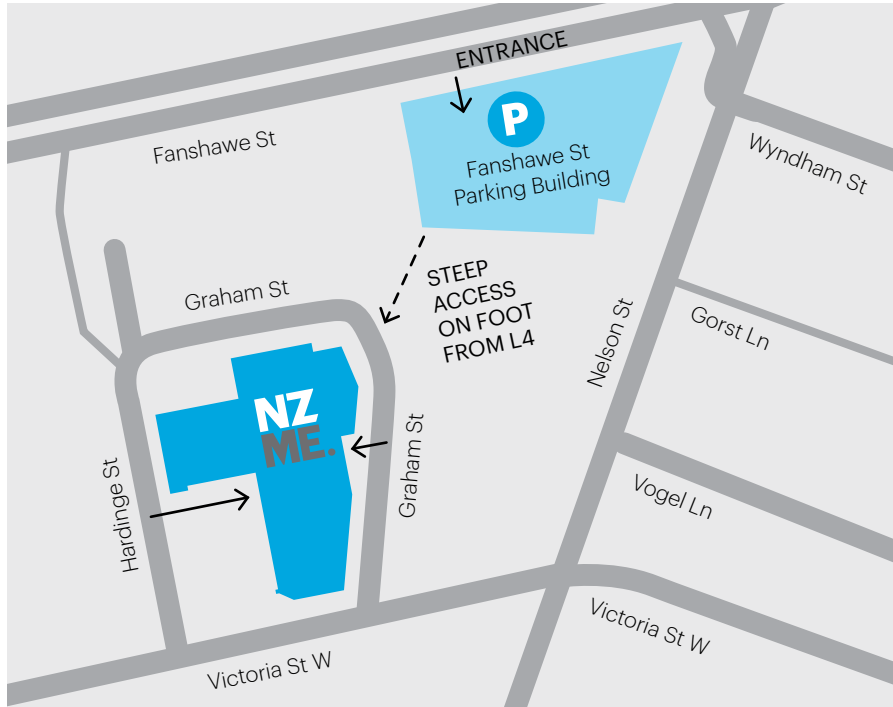 ENTRANCE
P
Fanshawe St
Parking Building
Fanshawe St
Wyndham St
STEEP
ACCESS
ON FOOT
FROM L4
Graham St
Gorst Ln
Nelson St
NZ
ME.
Graham St
Hardinge St
Vogel Ln
Victoria St W
Victoria St W